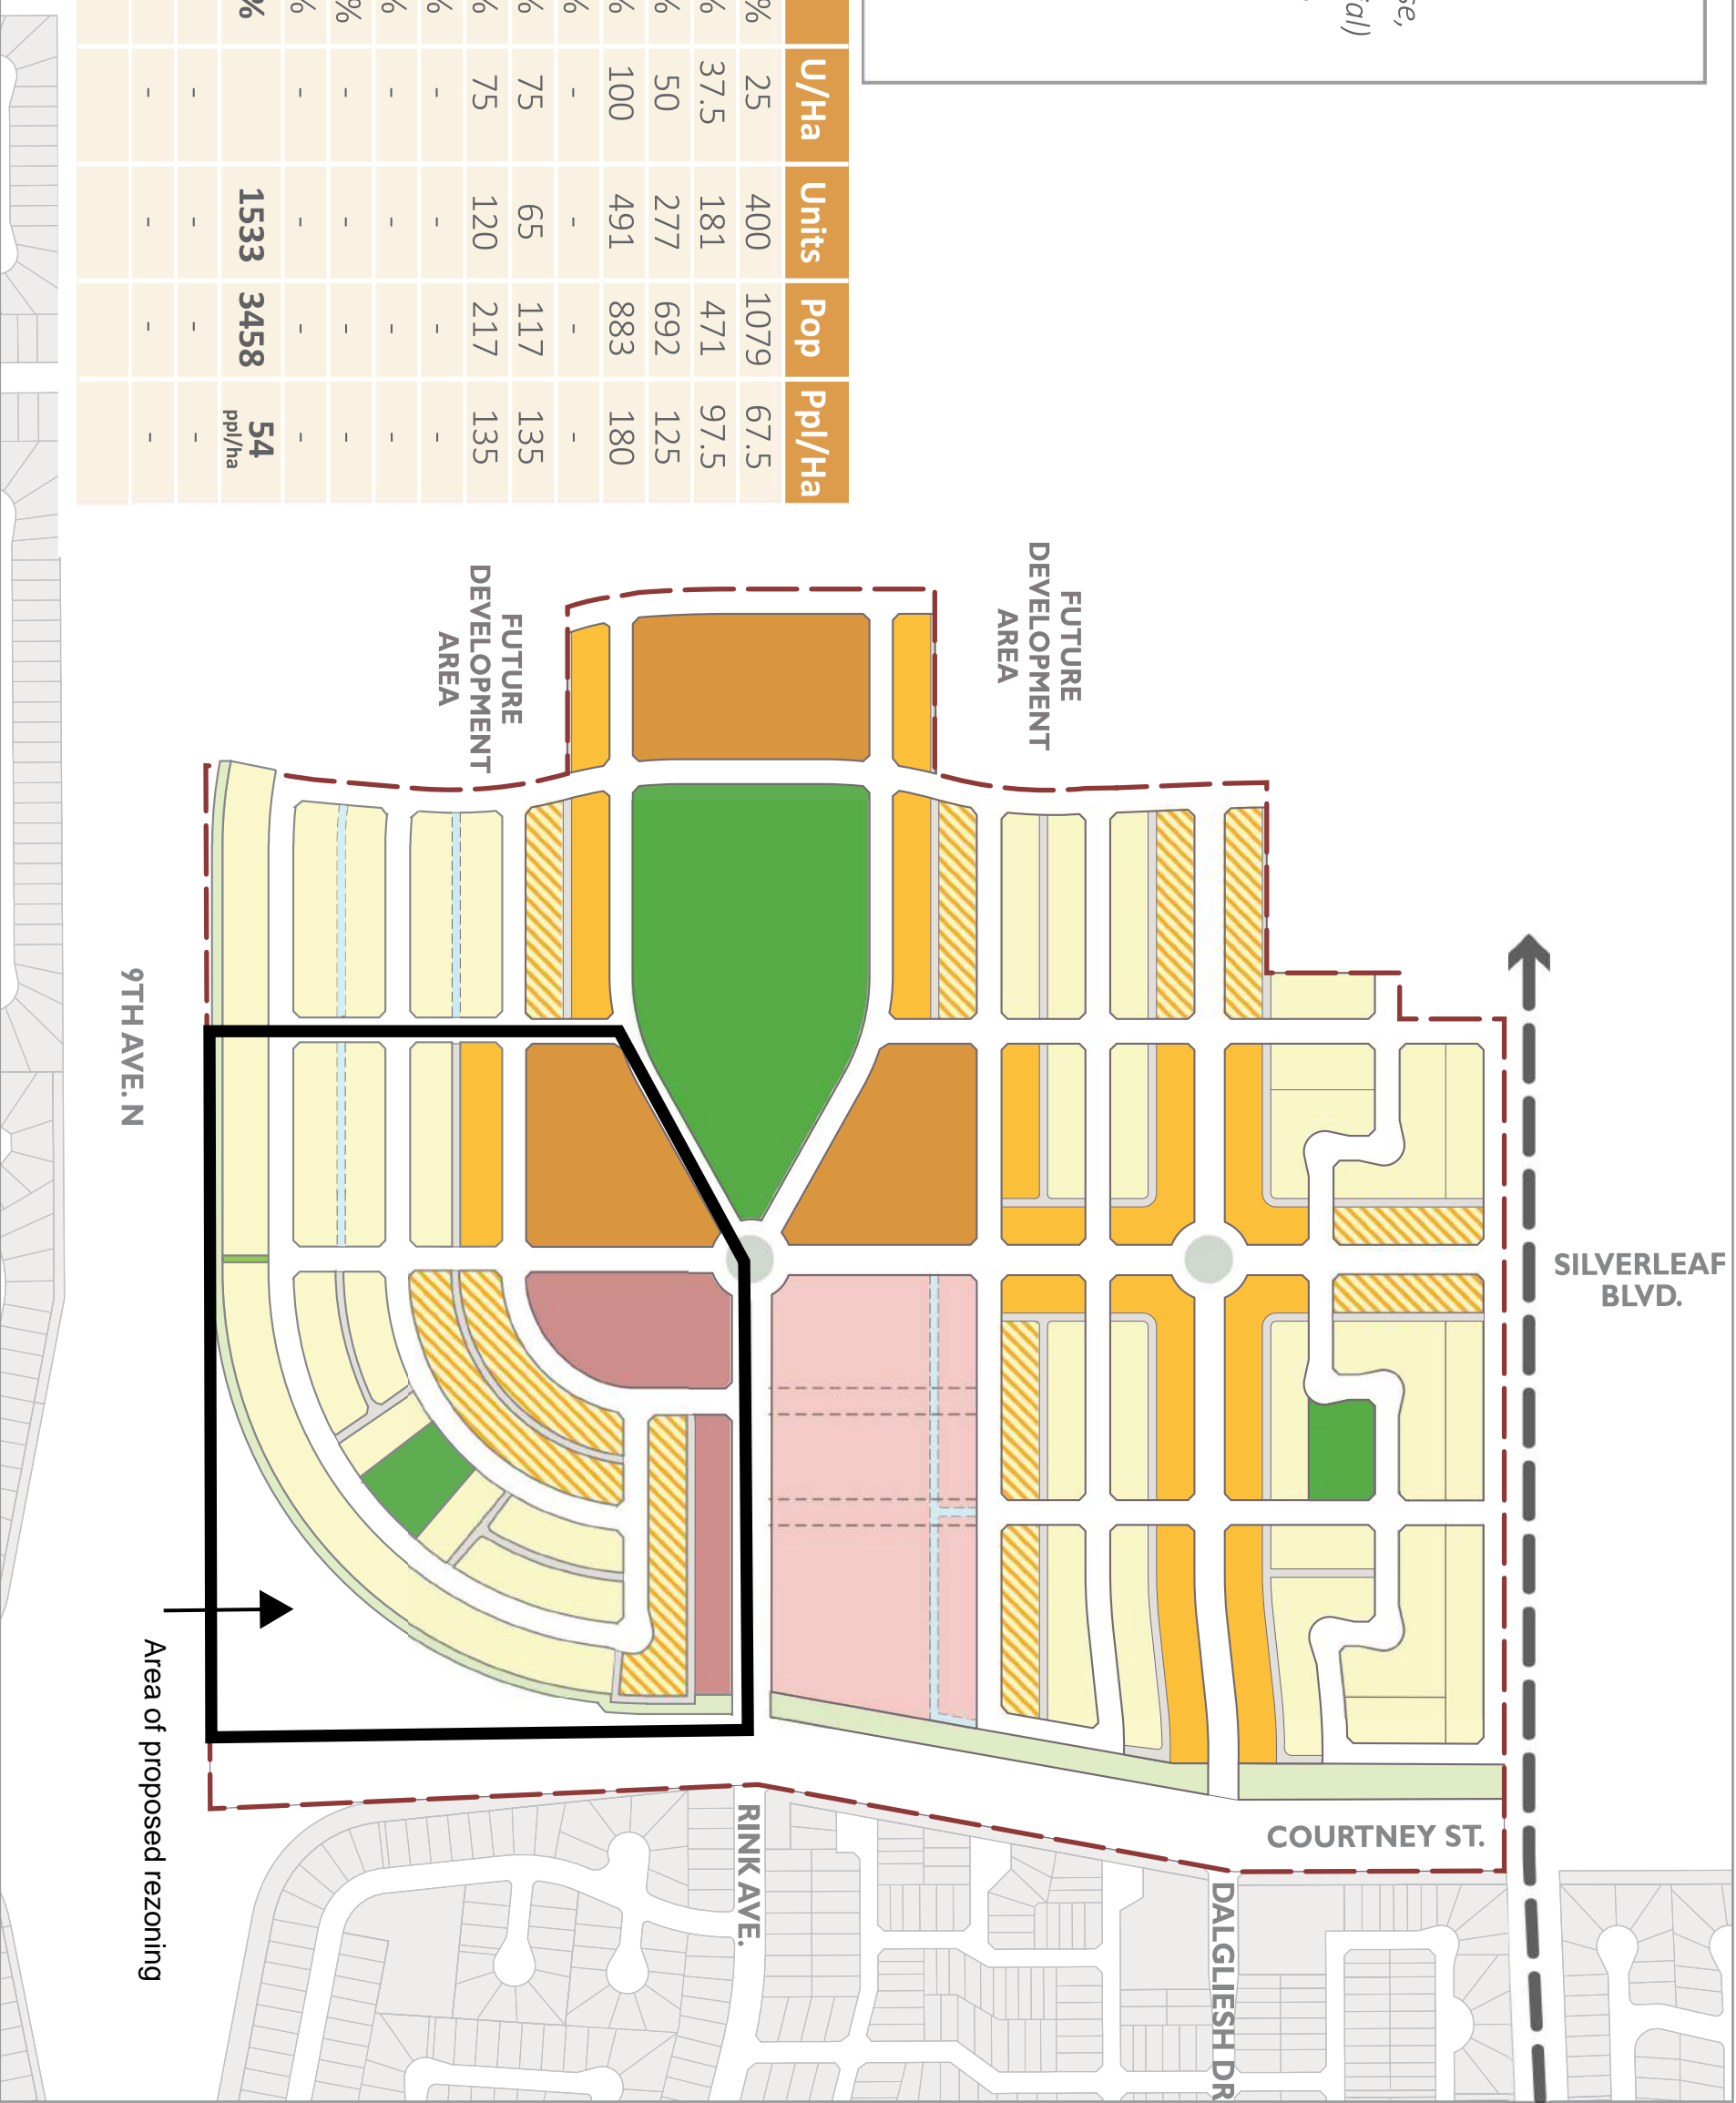 se,
ial)
% U/Ha Units Pop Ppl/Ha
% 25 400 1079 67.5
% 37.5 181 471 97.5
% 50 277 692 125
% 100 491 883 180
% - - - -
% 75 65 117 135
% 75 120 217 135
% - - - -
% - - - -
% - - - -
% - - - -
% 1533 3458 54
ppl/ha
- - - -
- - - -
FUTURE
DEVELOPMENT
AREA
FUTURE
DEVELOPMENT
AREA
SILVERLEAF
BLVD.
9TH AVE. N
Area of proposed rezoning
COURTNEY ST.
RINK AVE.
DALGLIESH DR